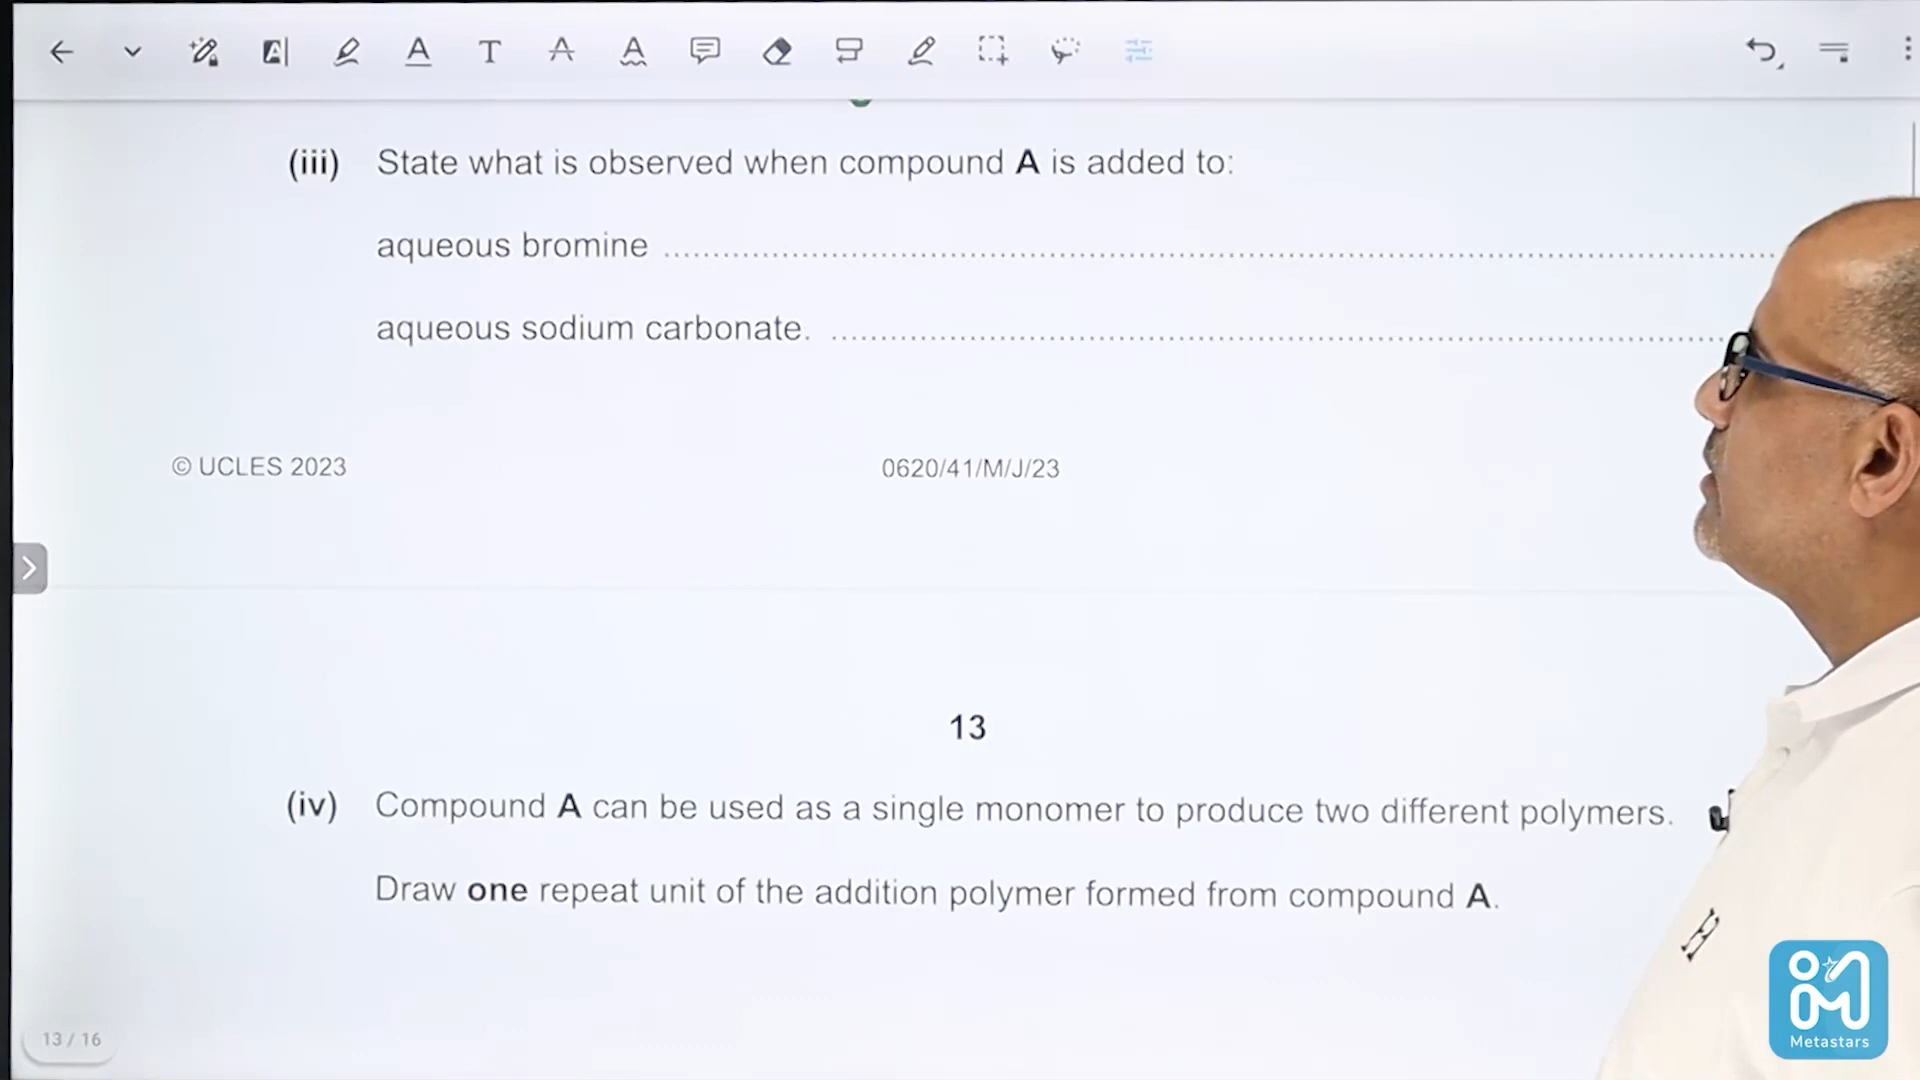 (iii) State what is observed when compound A is added to:
aqueous bromine
aqueous sodium carbonate.
© UCLES 2023 0620/41/M/J/23
13
(iv) Compound A can be used as a single monomer to produce two different polymers.
Draw one repeat unit of the addition polymer formed from compound A.
13 / 16
Metastars